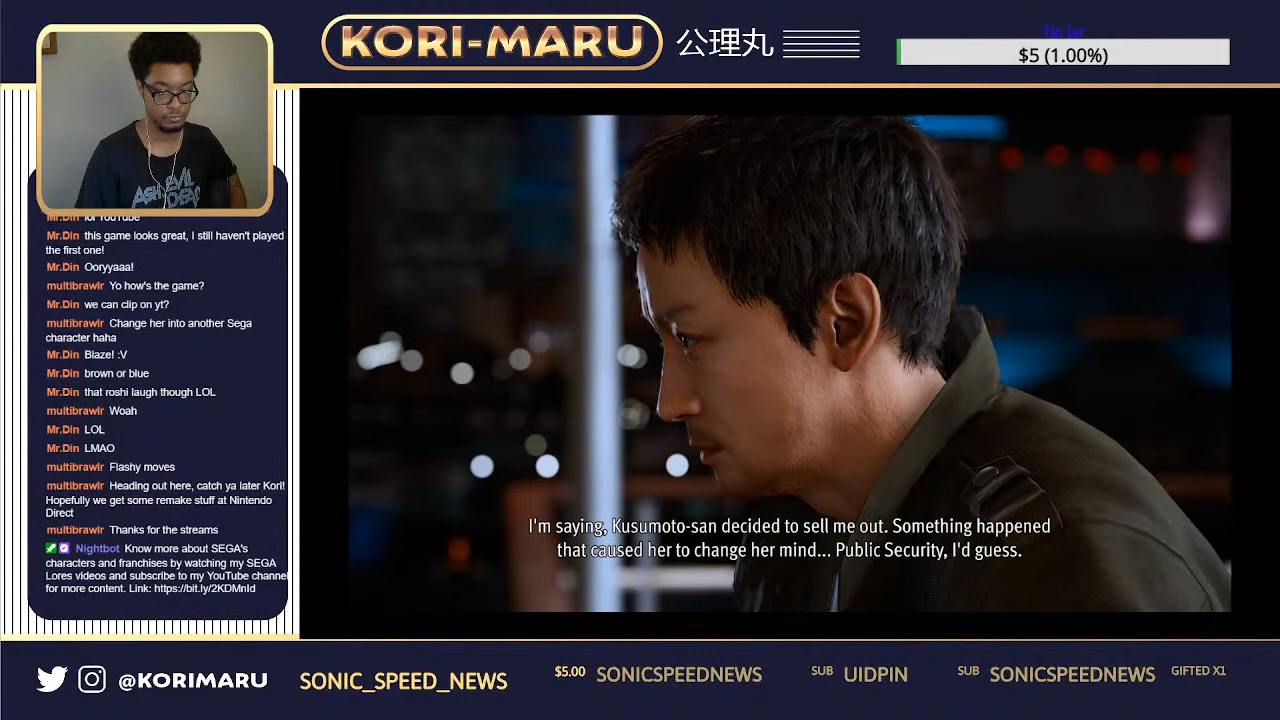 KORI-MARU 公理丸
Tip jar
$5 (1.00%)
ASH EVIL DEAD
Mr.Din lol YouTube
Mr.Din this game looks great, I still haven't played
the first one!
Mr.Din Ooryyaaa!
multibrawlr Yo how's the game?
Mr.Din we can clip on yt?
multibrawlr Change her into another Sega
character haha
Mr.Din Blaze! :V
Mr.Din brown or blue
Mr.Din that roshi laugh though LOL
multibrawlr Woah
Mr.Din LOL
Mr.Din LMAO
multibrawlr Flashy moves
multibrawlr Heading out here, catch ya later Kori!
Hopefully we get some remake stuff at Nintendo
Direct
multibrawlr Thanks for the streams
Nightbot Know more about SEGA's
characters and franchises by watching my SEGA
Lores videos and subscribe to my YouTube channel
for more content. Link: https://bit.ly/2KDMnId
I'm saying, Kusumoto-san decided to sell me out. Something happened
that caused her to change her mind... Public Security, I'd guess.
@KORIMARU
SONIC_SPEED_NEWS
$5.00 SONICSPEEDNEWS SUB UIDPIN SUB SONICSPEEDNEWS GIFTED X1